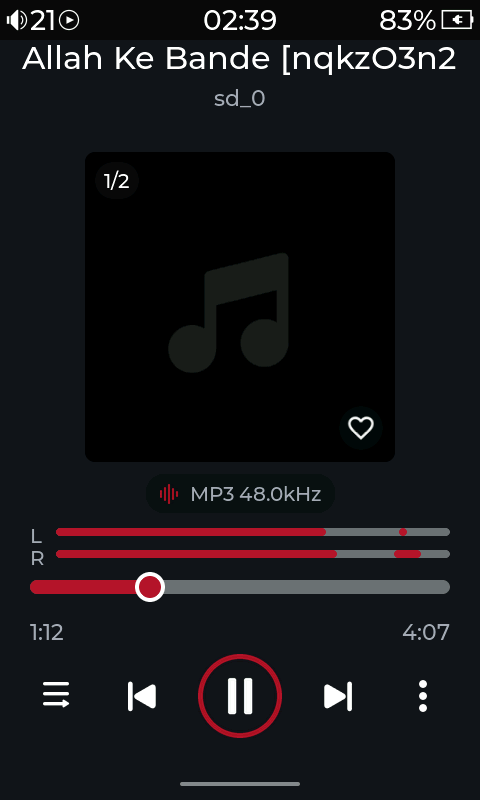 21 02:39 83%
Allah Ke Bande [nqkzO3n2
sd_0
1/2
MP3 48.0kHz
L
R
1:12 4:07